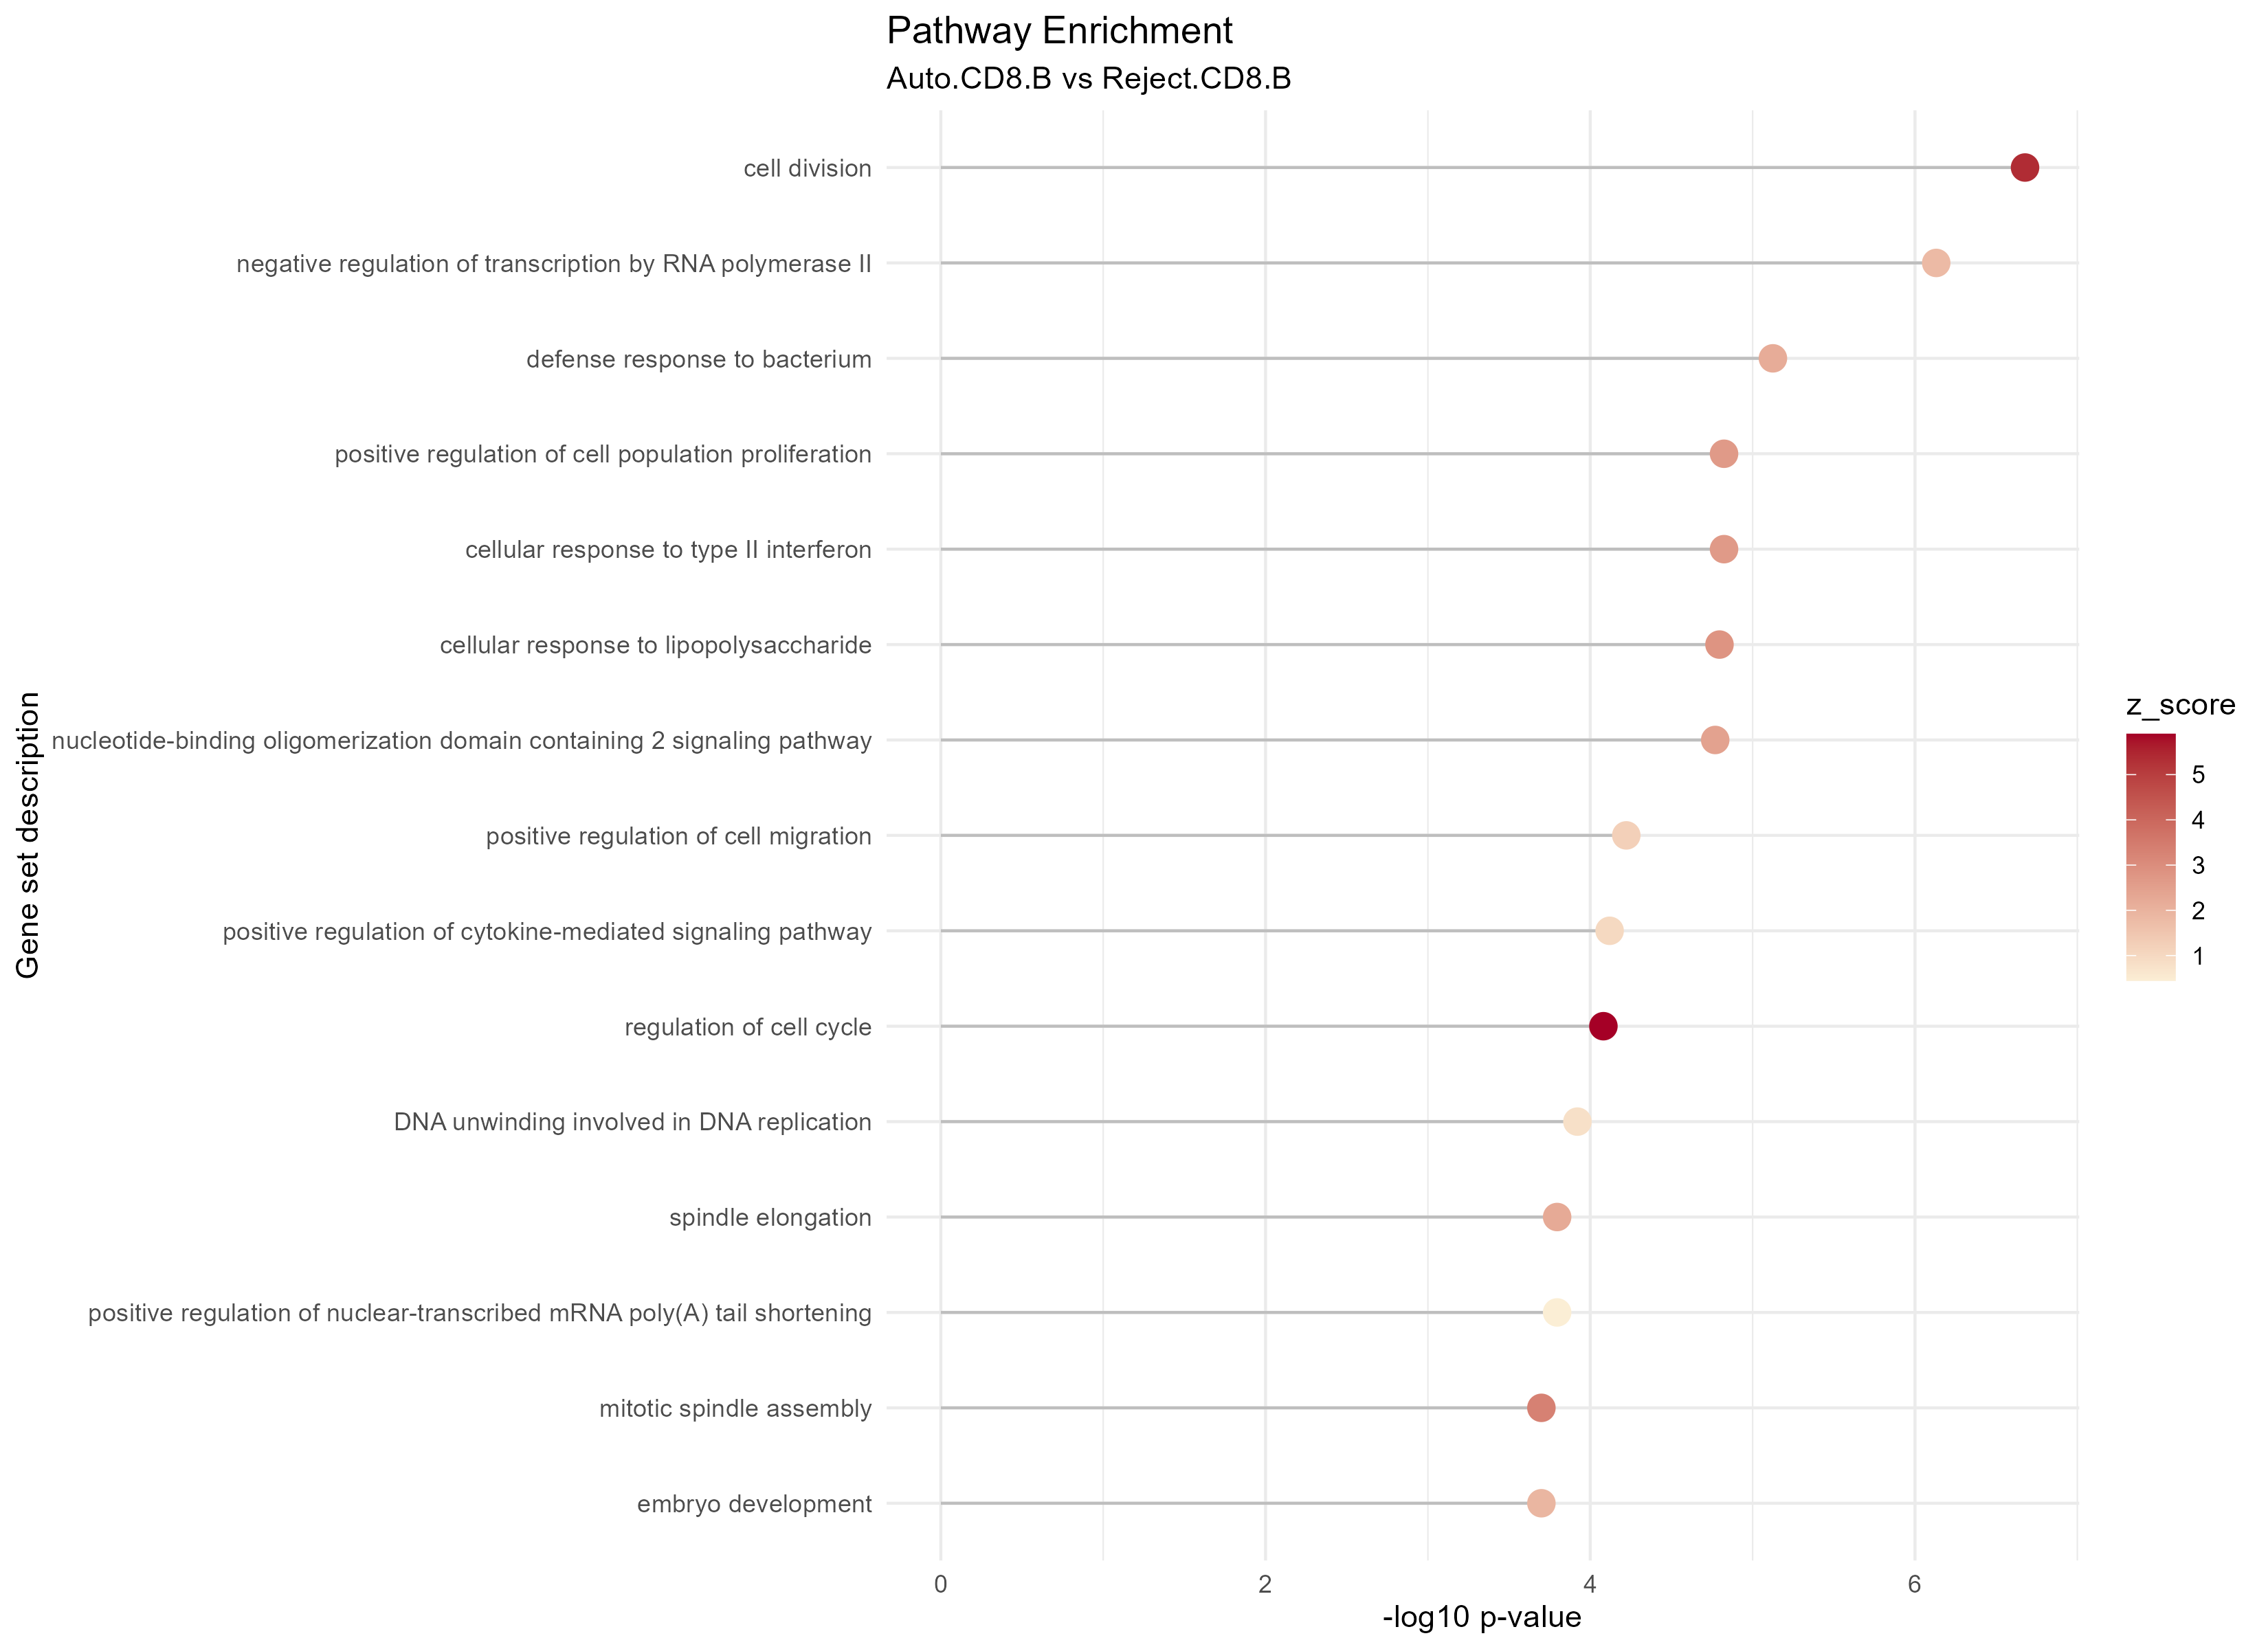 Pathway Enrichment
Auto.CD8.B vs Reject.CD8.B
Gene set description
cell division
negative regulation of transcription by RNA polymerase II
defense response to bacterium
positive regulation of cell population proliferation
cellular response to type II interferon
cellular response to lipopolysaccharide
nucleotide-binding oligomerization domain containing 2 signaling pathway
positive regulation of cell migration
positive regulation of cytokine-mediated signaling pathway
regulation of cell cycle
DNA unwinding involved in DNA replication
spindle elongation
positive regulation of nuclear-transcribed mRNA poly(A) tail shortening
mitotic spindle assembly
embryo development
0 2 4 6
-log10 p-value
z_score
5
4
3
2
1